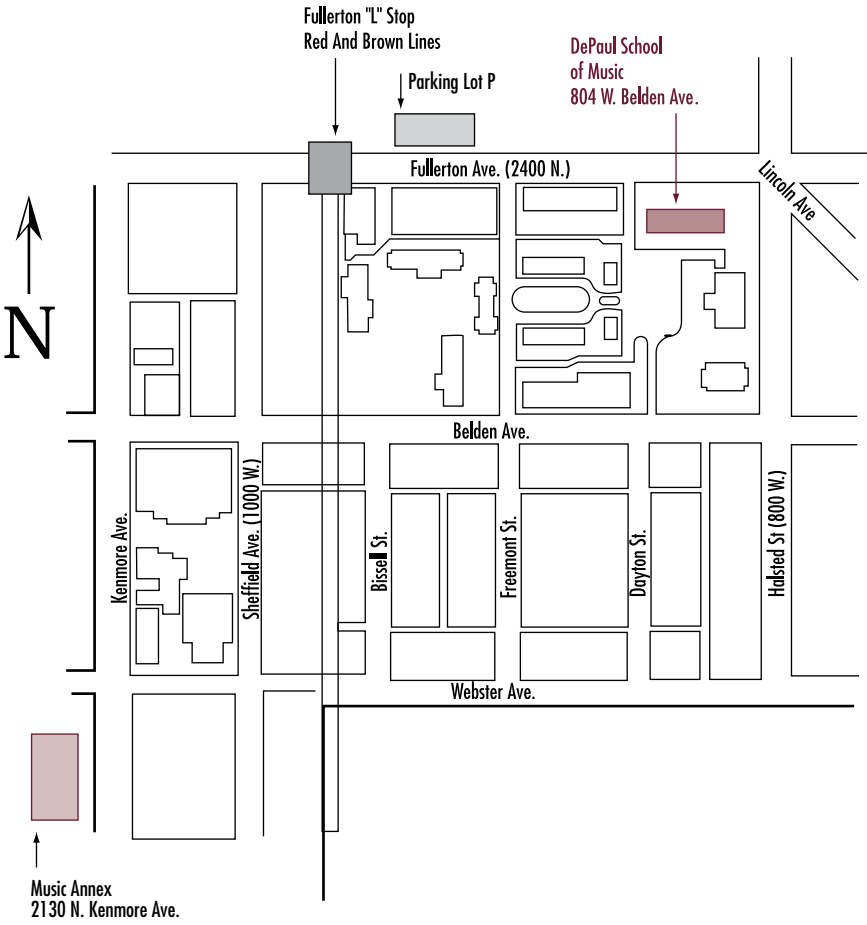 Fullerton "L" Stop
Red And Brown Lines
Parking Lot P
DePaul School
of Music
804 W. Belden Ave.
Fullerton Ave. (2400 N.)
Lincoln Ave
N
Belden Ave.
Kenmore Ave.
Sheffield Ave. (1000 W.)
Bissell St.
Freemont St.
Dayton St.
Halsted St (800 W.)
Webster Ave.
Music Annex
2130 N. Kenmore Ave.